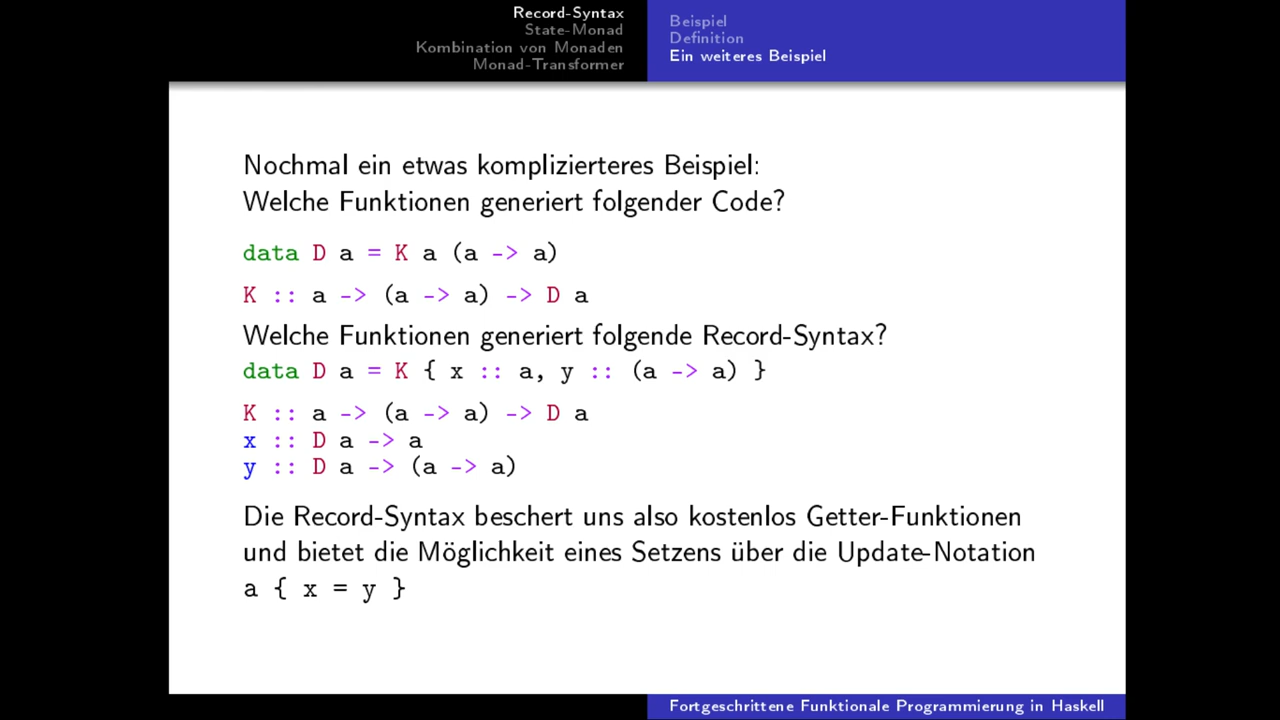 Record-Syntax
State-Monad
Kombination von Monaden
Monad-Transformer
Beispiel
Definition
Ein weiteres Beispiel
Nochmal ein etwas komplizierteres Beispiel:
Welche Funktionen generiert folgender Code?
data D a = K a (a -> a)
K :: a -> (a -> a) -> D a
Welche Funktionen generiert folgende Record-Syntax?
data D a = K { x :: a, y :: (a -> a) }
K :: a -> (a -> a) -> D a
x :: D a -> a
y :: D a -> (a -> a)
Die Record-Syntax beschert uns also kostenlos Getter-Funktionen
und bietet die Möglichkeit eines Setzens über die Update-Notation
a { x = y }
Fortgeschrittene Funktionale Programmierung in Haskell